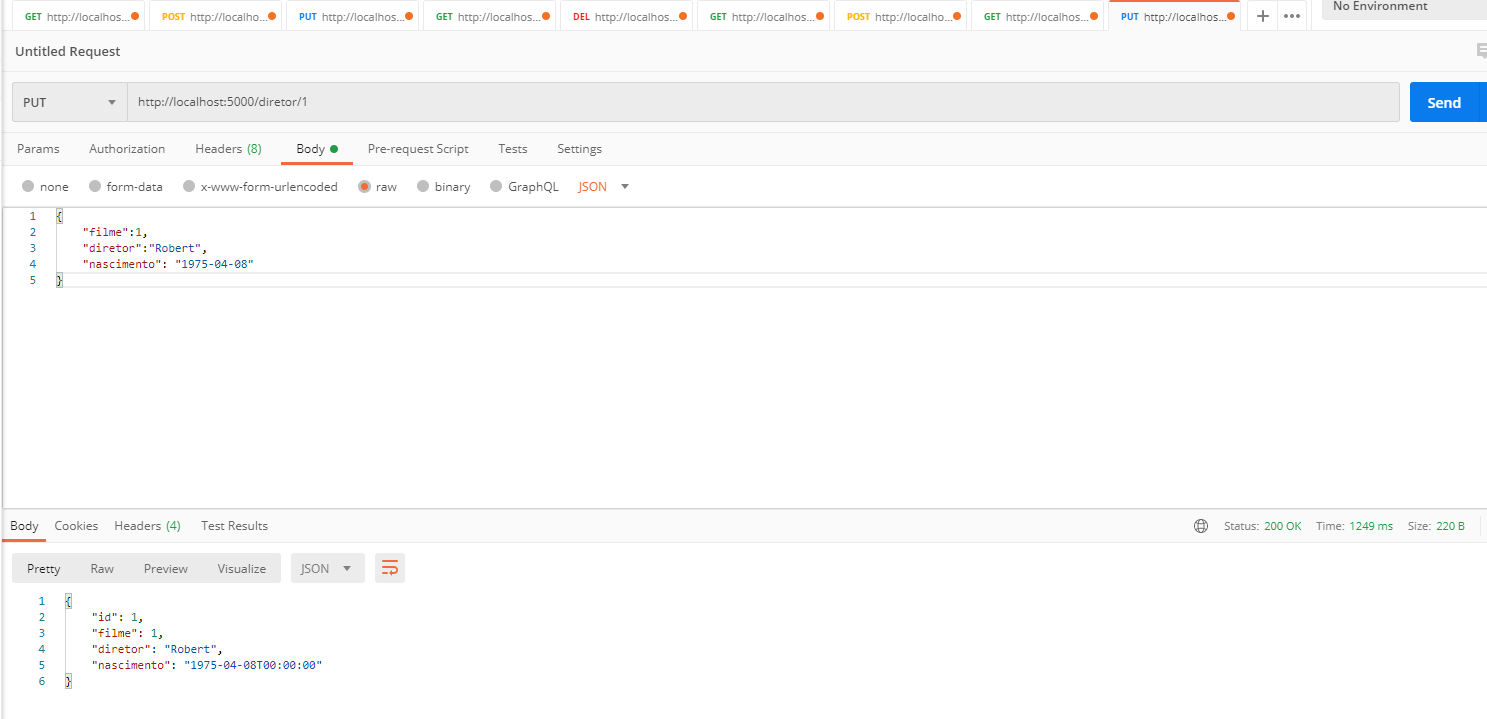 GET http://localhos... POST http://localho... PUT http://localhos... GET http://localhos... DEL http://localhos... GET http://localhos... POST http://localho... GET http://localhos... PUT http://localhos... + ••• No Environment
Untitled Request
PUT http://localhost:5000/diretor/1 Send
Params Authorization Headers (8) Body Pre-request Script Tests Settings
none form-data x-www-form-urlencoded raw binary GraphQL JSON
1 {
2 "filme":1,
3 "diretor":"Robert",
4 "nascimento": "1975-04-08"
5 }
Body Cookies Headers (4) Test Results Status: 200 OK Time: 1249 ms Size: 220 B
Pretty Raw Preview Visualize JSON
1 {
2 "id": 1,
3 "filme": 1,
4 "diretor": "Robert",
5 "nascimento": "1975-04-08T00:00:00"
6 }